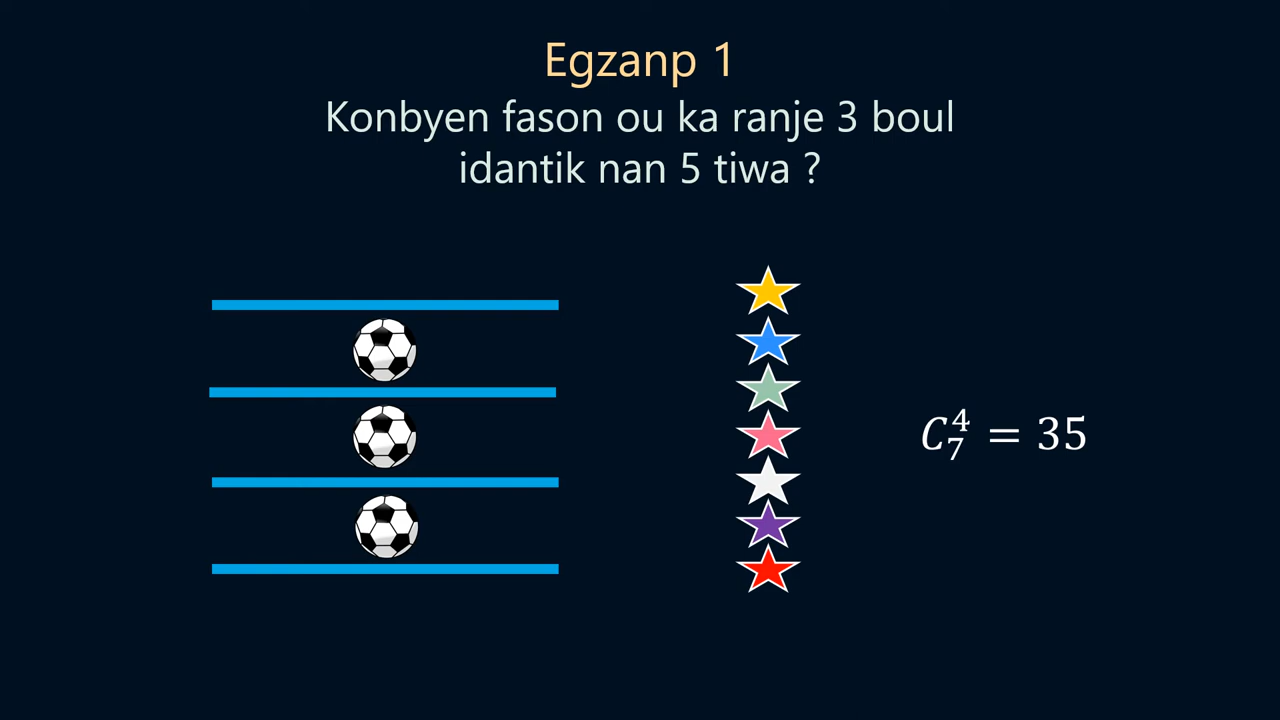 Egzanp 1
Konbyen fason ou ka ranje 3 boul
idantik nan 5 tiwa ?
$C_7^4 = 35$